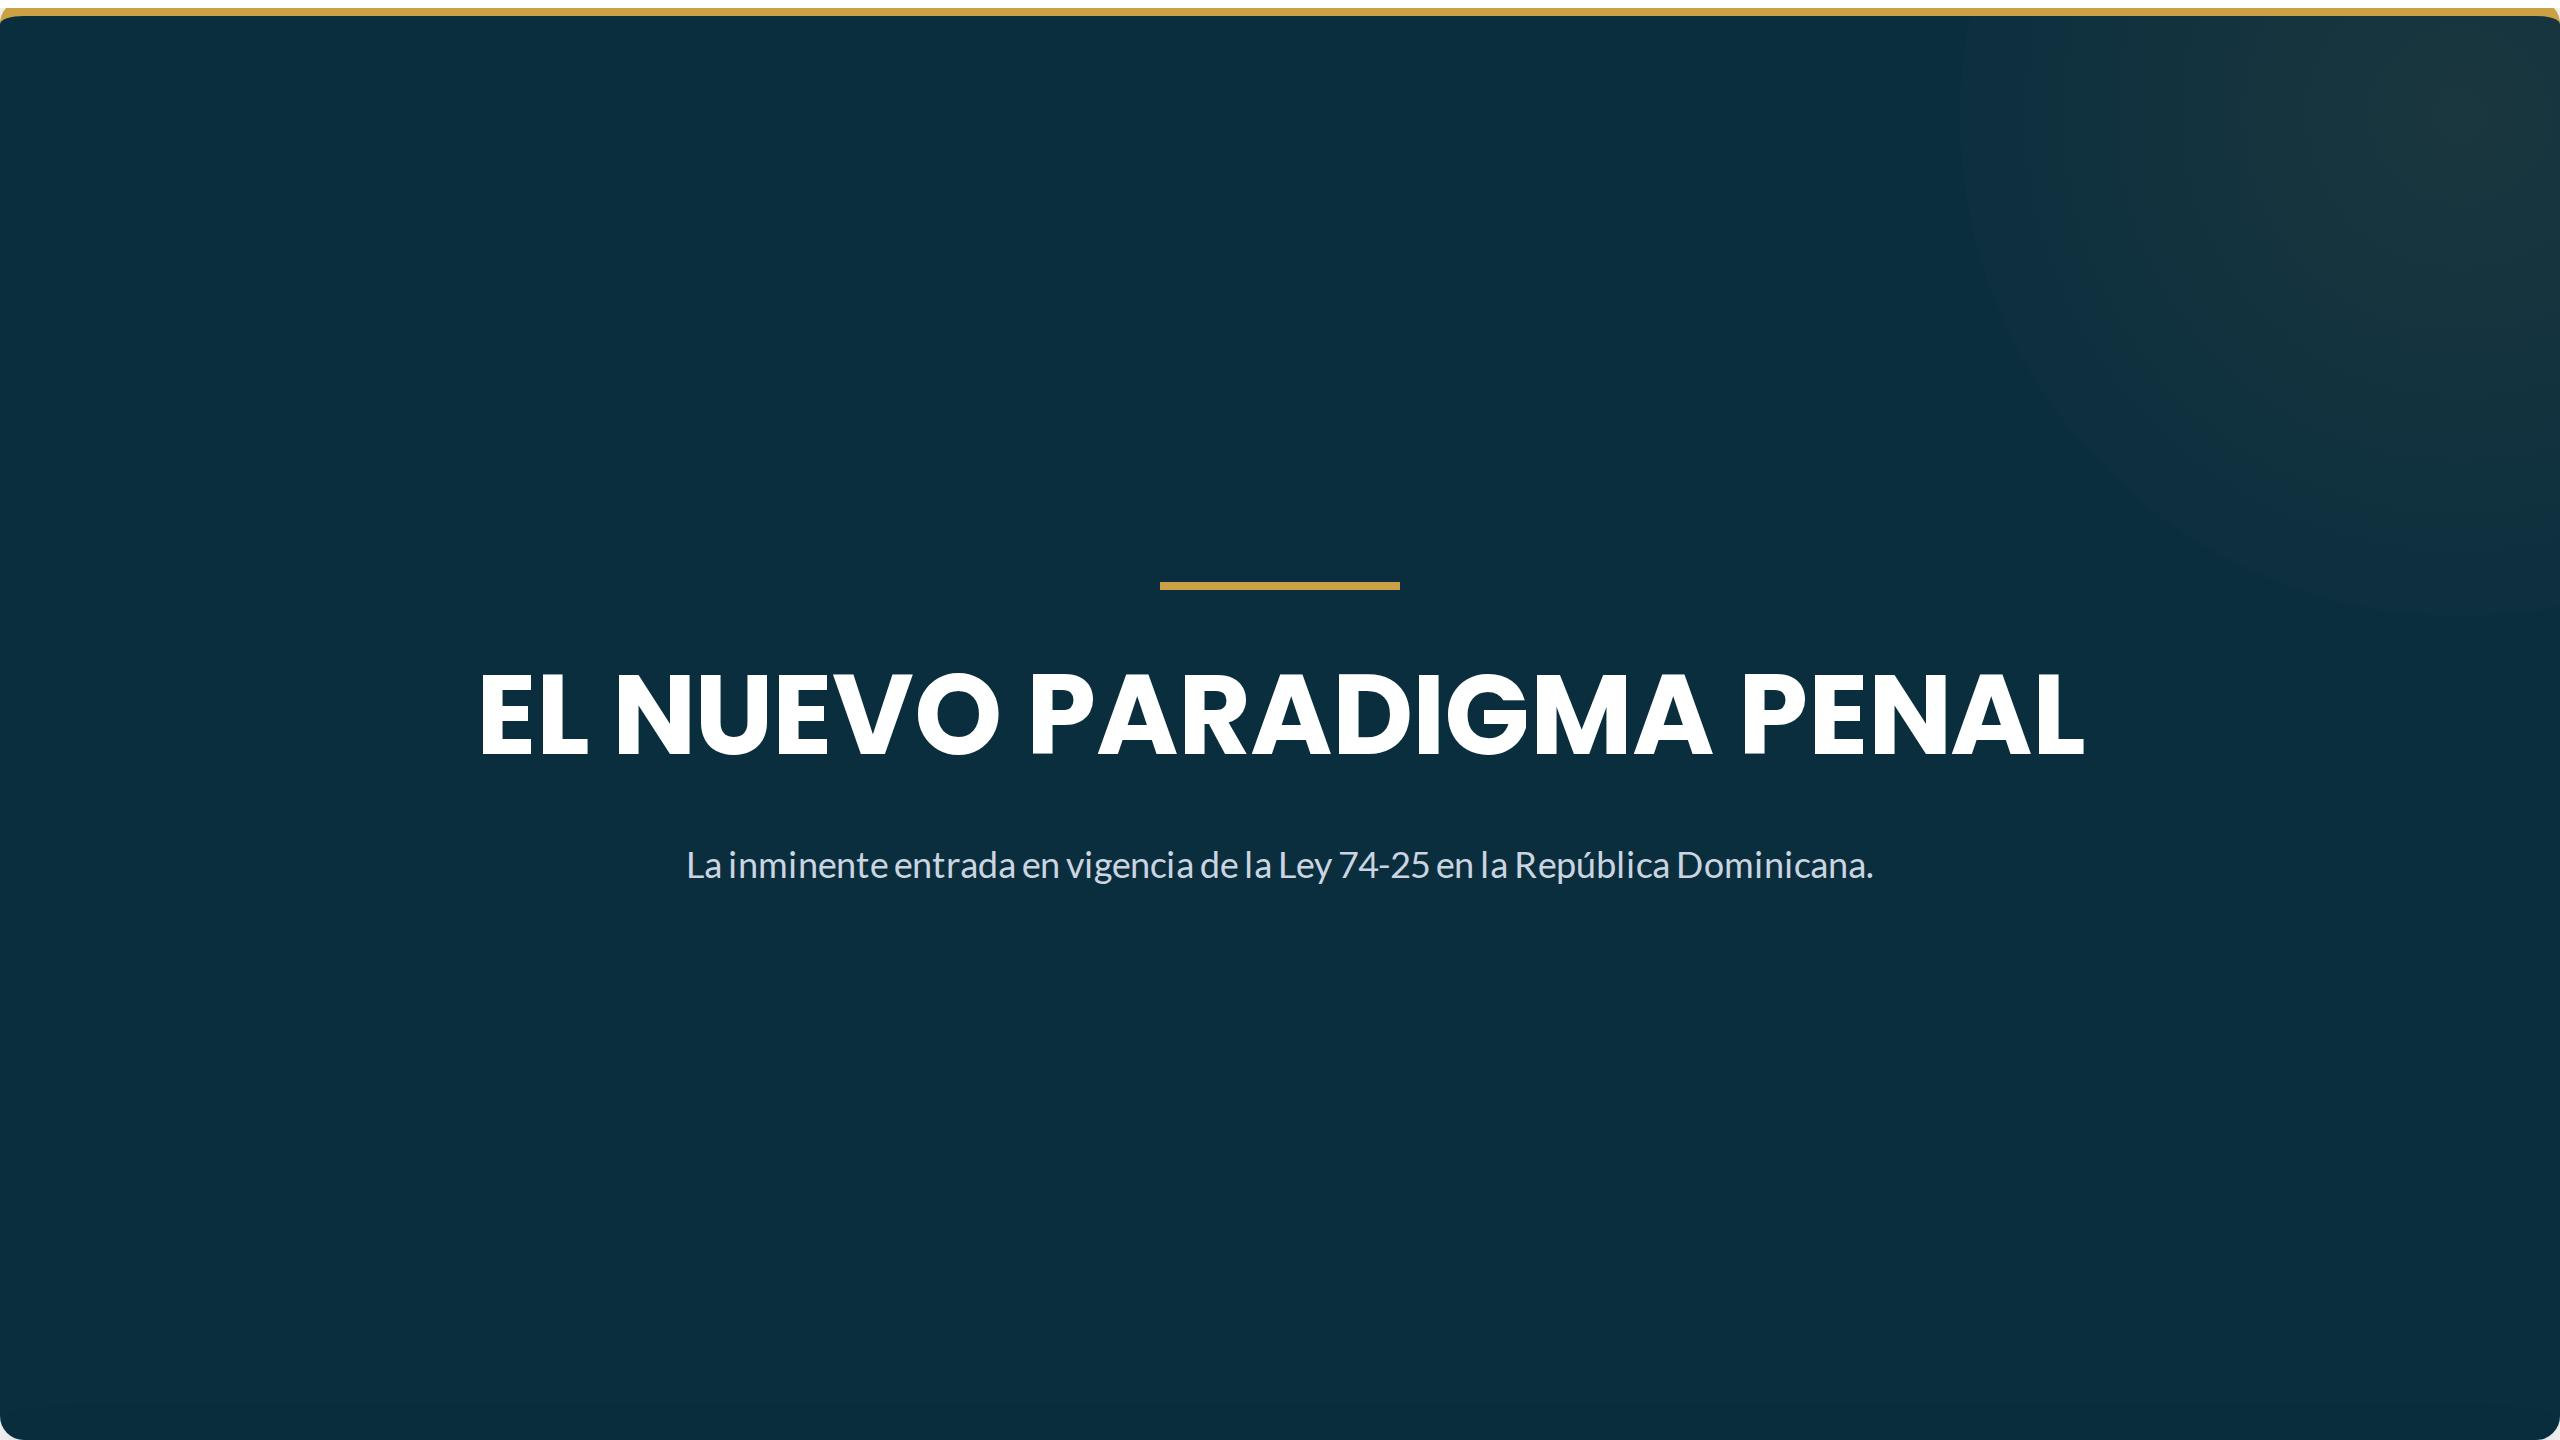 EL NUEVO PARADIGMA PENAL
La inminente entrada en vigencia de la Ley 74-25 en la República Dominicana.